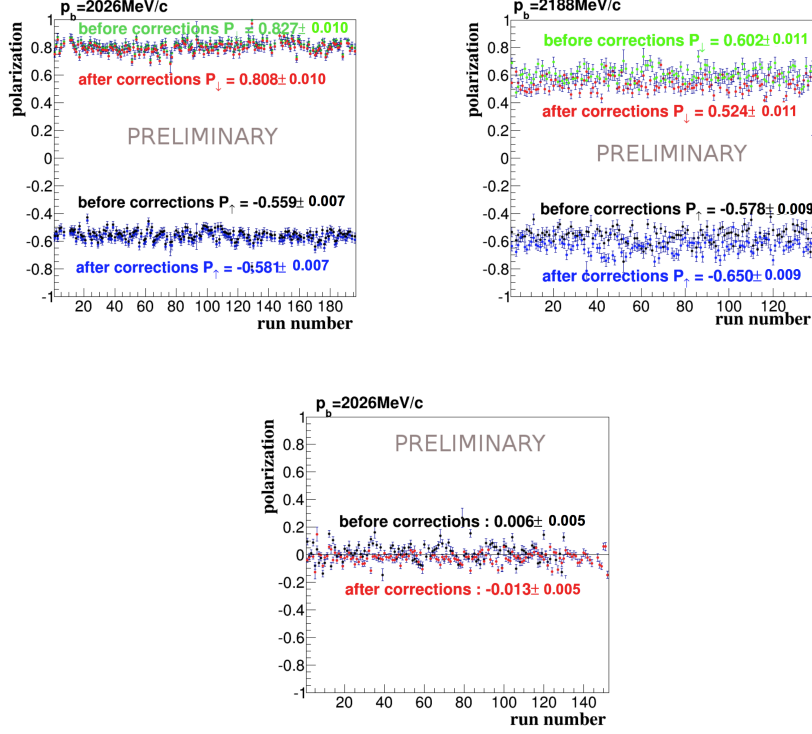 p_b=2026MeV/c
polarization
before corrections P↓ = 0.827± 0.010
after corrections P↓ = 0.808± 0.010
PRELIMINARY
before corrections P↑ = -0.559± 0.007
after corrections P↑ = -0.581± 0.007
1
0.8
0.6
0.4
0.2
0
-0.2
-0.4
-0.6
-0.8
-1
20 40 60 80 100 120 140 160 180
run number
p_b=2188MeV/c
polarization
before corrections P↓ = 0.602± 0.011
after corrections P↓ = 0.524± 0.011
PRELIMINARY
before corrections P↑ = -0.578± 0.009
after corrections P↑ = -0.650± 0.009
1
0.8
0.6
0.4
0.2
0
-0.2
-0.4
-0.6
-0.8
-1
20 40 60 80 100 120
run number
p_b=2026MeV/c
polarization
PRELIMINARY
before corrections : 0.006± 0.005
after corrections : -0.013± 0.005
1
0.8
0.6
0.4
0.2
0
-0.2
-0.4
-0.6
-0.8
-1
20 40 60 80 100 120 140
run number